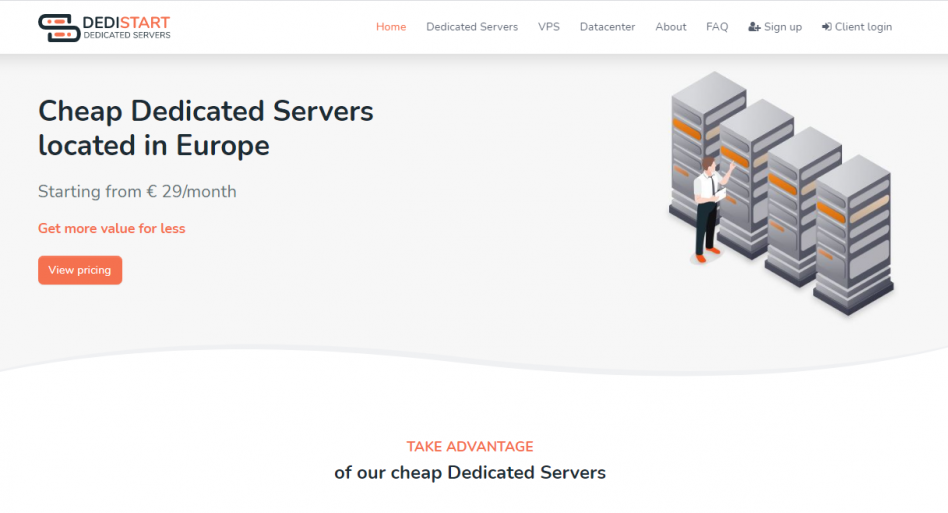 DEDISTART
DEDICATED SERVERS
Home Dedicated Servers VPS Datacenter About FAQ Sign up Client login
Cheap Dedicated Servers
located in Europe
Starting from € 29/month
Get more value for less
View pricing
TAKE ADVANTAGE
of our cheap Dedicated Servers